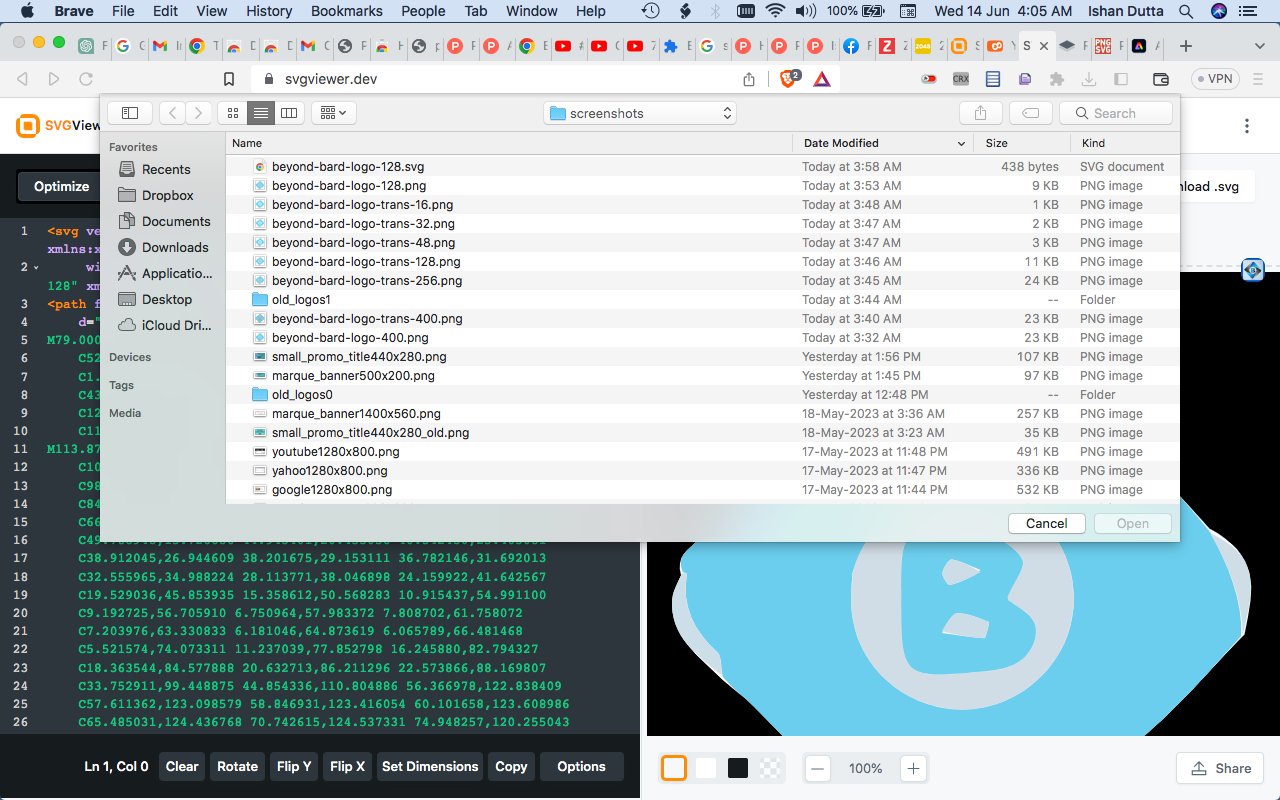 Brave File Edit View History Bookmarks People Tab Window Help 100% Wed 14 Jun 4:05 AM Ishan Dutta
svgviewer.dev 2 CRX VPN
SVGView
screenshots Search
Favorites
Recents
Dropbox
Documents
Downloads
Applicatio...
Desktop
iCloud Dri...
Devices
Tags
Media
Name Date Modified Size Kind
beyond-bard-logo-128.svg Today at 3:58 AM 438 bytes SVG document
beyond-bard-logo-128.png Today at 3:53 AM 9 KB PNG image
beyond-bard-logo-trans-16.png Today at 3:48 AM 1 KB PNG image
beyond-bard-logo-trans-32.png Today at 3:47 AM 2 KB PNG image
beyond-bard-logo-trans-48.png Today at 3:47 AM 3 KB PNG image
beyond-bard-logo-trans-128.png Today at 3:46 AM 11 KB PNG image
beyond-bard-logo-trans-256.png Today at 3:45 AM 24 KB PNG image
old_logos1 Today at 3:44 AM -- Folder
beyond-bard-logo-trans-400.png Today at 3:40 AM 23 KB PNG image
beyond-bard-logo-400.png Today at 3:32 AM 23 KB PNG image
small_promo_title440x280.png Yesterday at 1:56 PM 107 KB PNG image
marque_banner500x200.png Yesterday at 1:45 PM 97 KB PNG image
old_logos0 Yesterday at 12:48 PM -- Folder
marque_banner1400x560.png 18-May-2023 at 3:36 AM 257 KB PNG image
small_promo_title440x280_old.png 18-May-2023 at 3:23 AM 35 KB PNG image
youtube1280x800.png 17-May-2023 at 11:48 PM 491 KB PNG image
yahoo1280x800.png 17-May-2023 at 11:47 PM 336 KB PNG image
google1280x800.png 17-May-2023 at 11:44 PM 532 KB PNG image
Cancel Open
Optimize
nload .svg
1 <svg ve
xmlns:x
2 wi
128" xm
3 <path f
4 d="
5 M79.000
6 C52
7 C1.
8 C43
9 C12
10 C11
11 M113.87
12 C10
13 C98
14 C84
15 C66
16
17 C38.912045,26.944609 38.201675,29.153111 36.782146,31.692013
18 C32.555965,34.988224 28.113771,38.046898 24.159922,41.642567
19 C19.529036,45.853935 15.358612,50.568283 10.915437,54.991100
20 C9.192725,56.705910 6.750964,57.983372 7.808702,61.758072
21 C7.203976,63.330833 6.181046,64.873619 6.065789,66.481468
22 C5.521574,74.073311 11.237039,77.852798 16.245880,82.794327
23 C18.363544,84.577888 20.632713,86.211296 22.573866,88.169807
24 C33.752911,99.448875 44.854336,110.804886 56.366978,122.838409
25 C57.611362,123.098579 58.846931,123.416054 60.101658,123.608986
26 C65.485031,124.436768 70.742615,124.537331 74.948257,120.255043
B
Ln 1, Col 0 Clear Rotate Flip Y Flip X Set Dimensions Copy Options
100% Share